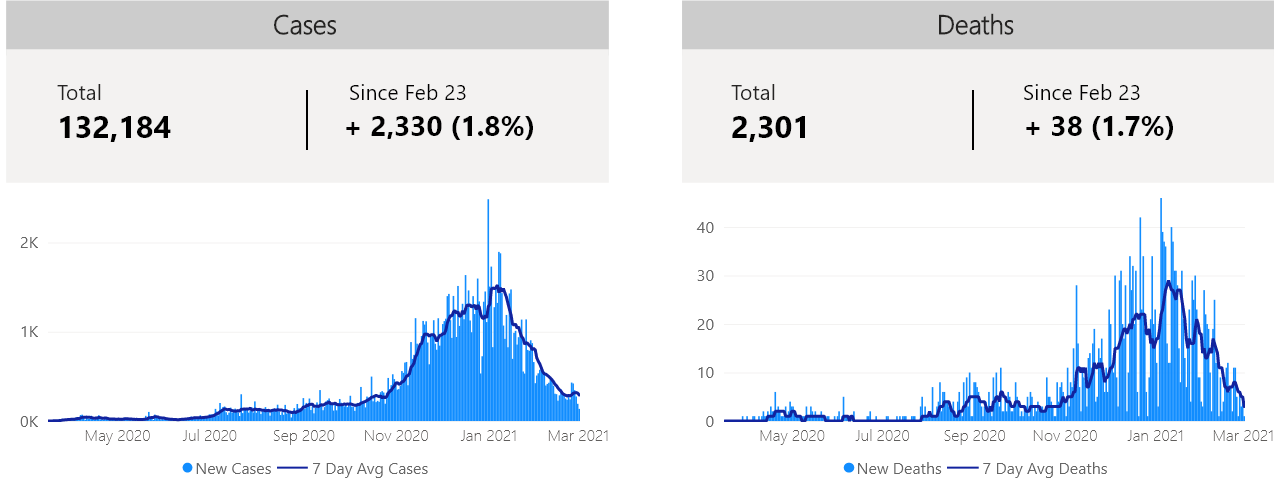 Cases
Total
Since Feb 23
132,184
+ 2,330 (1.8%)
2K
1K
0K
May 2020
Jul 2020
Sep 2020
Nov 2020
Jan 2021
Mar 2021
New Cases
7 Day Avg Cases
Deaths
Total
Since Feb 23
2,301
+ 38 (1.7%)
40
30
20
10
0
May 2020
Jul 2020
Sep 2020
Nov 2020
Jan 2021
Mar 2021
New Deaths
7 Day Avg Deaths